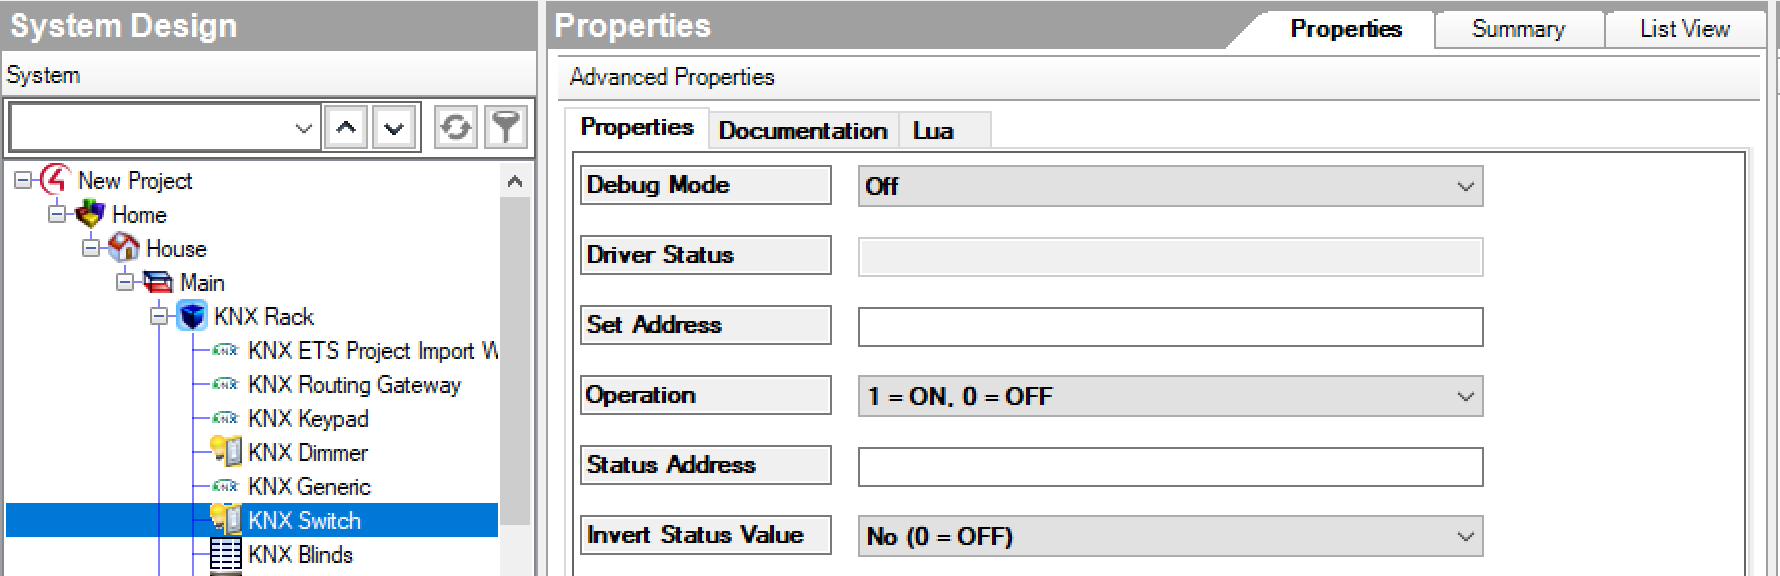 System Design
System
New Project
Home
House
Main
KNX Rack
KNX ETS Project Import W
KNX Routing Gateway
KNX Keypad
KNX Dimmer
KNX Generic
KNX Switch
KNX Blinds
Properties
Properties
Summary
List View
Advanced Properties
Properties
Documentation
Lua
Debug Mode
Off
Driver Status
Set Address
Operation
1 = ON, 0 = OFF
Status Address
Invert Status Value
No (0 = OFF)